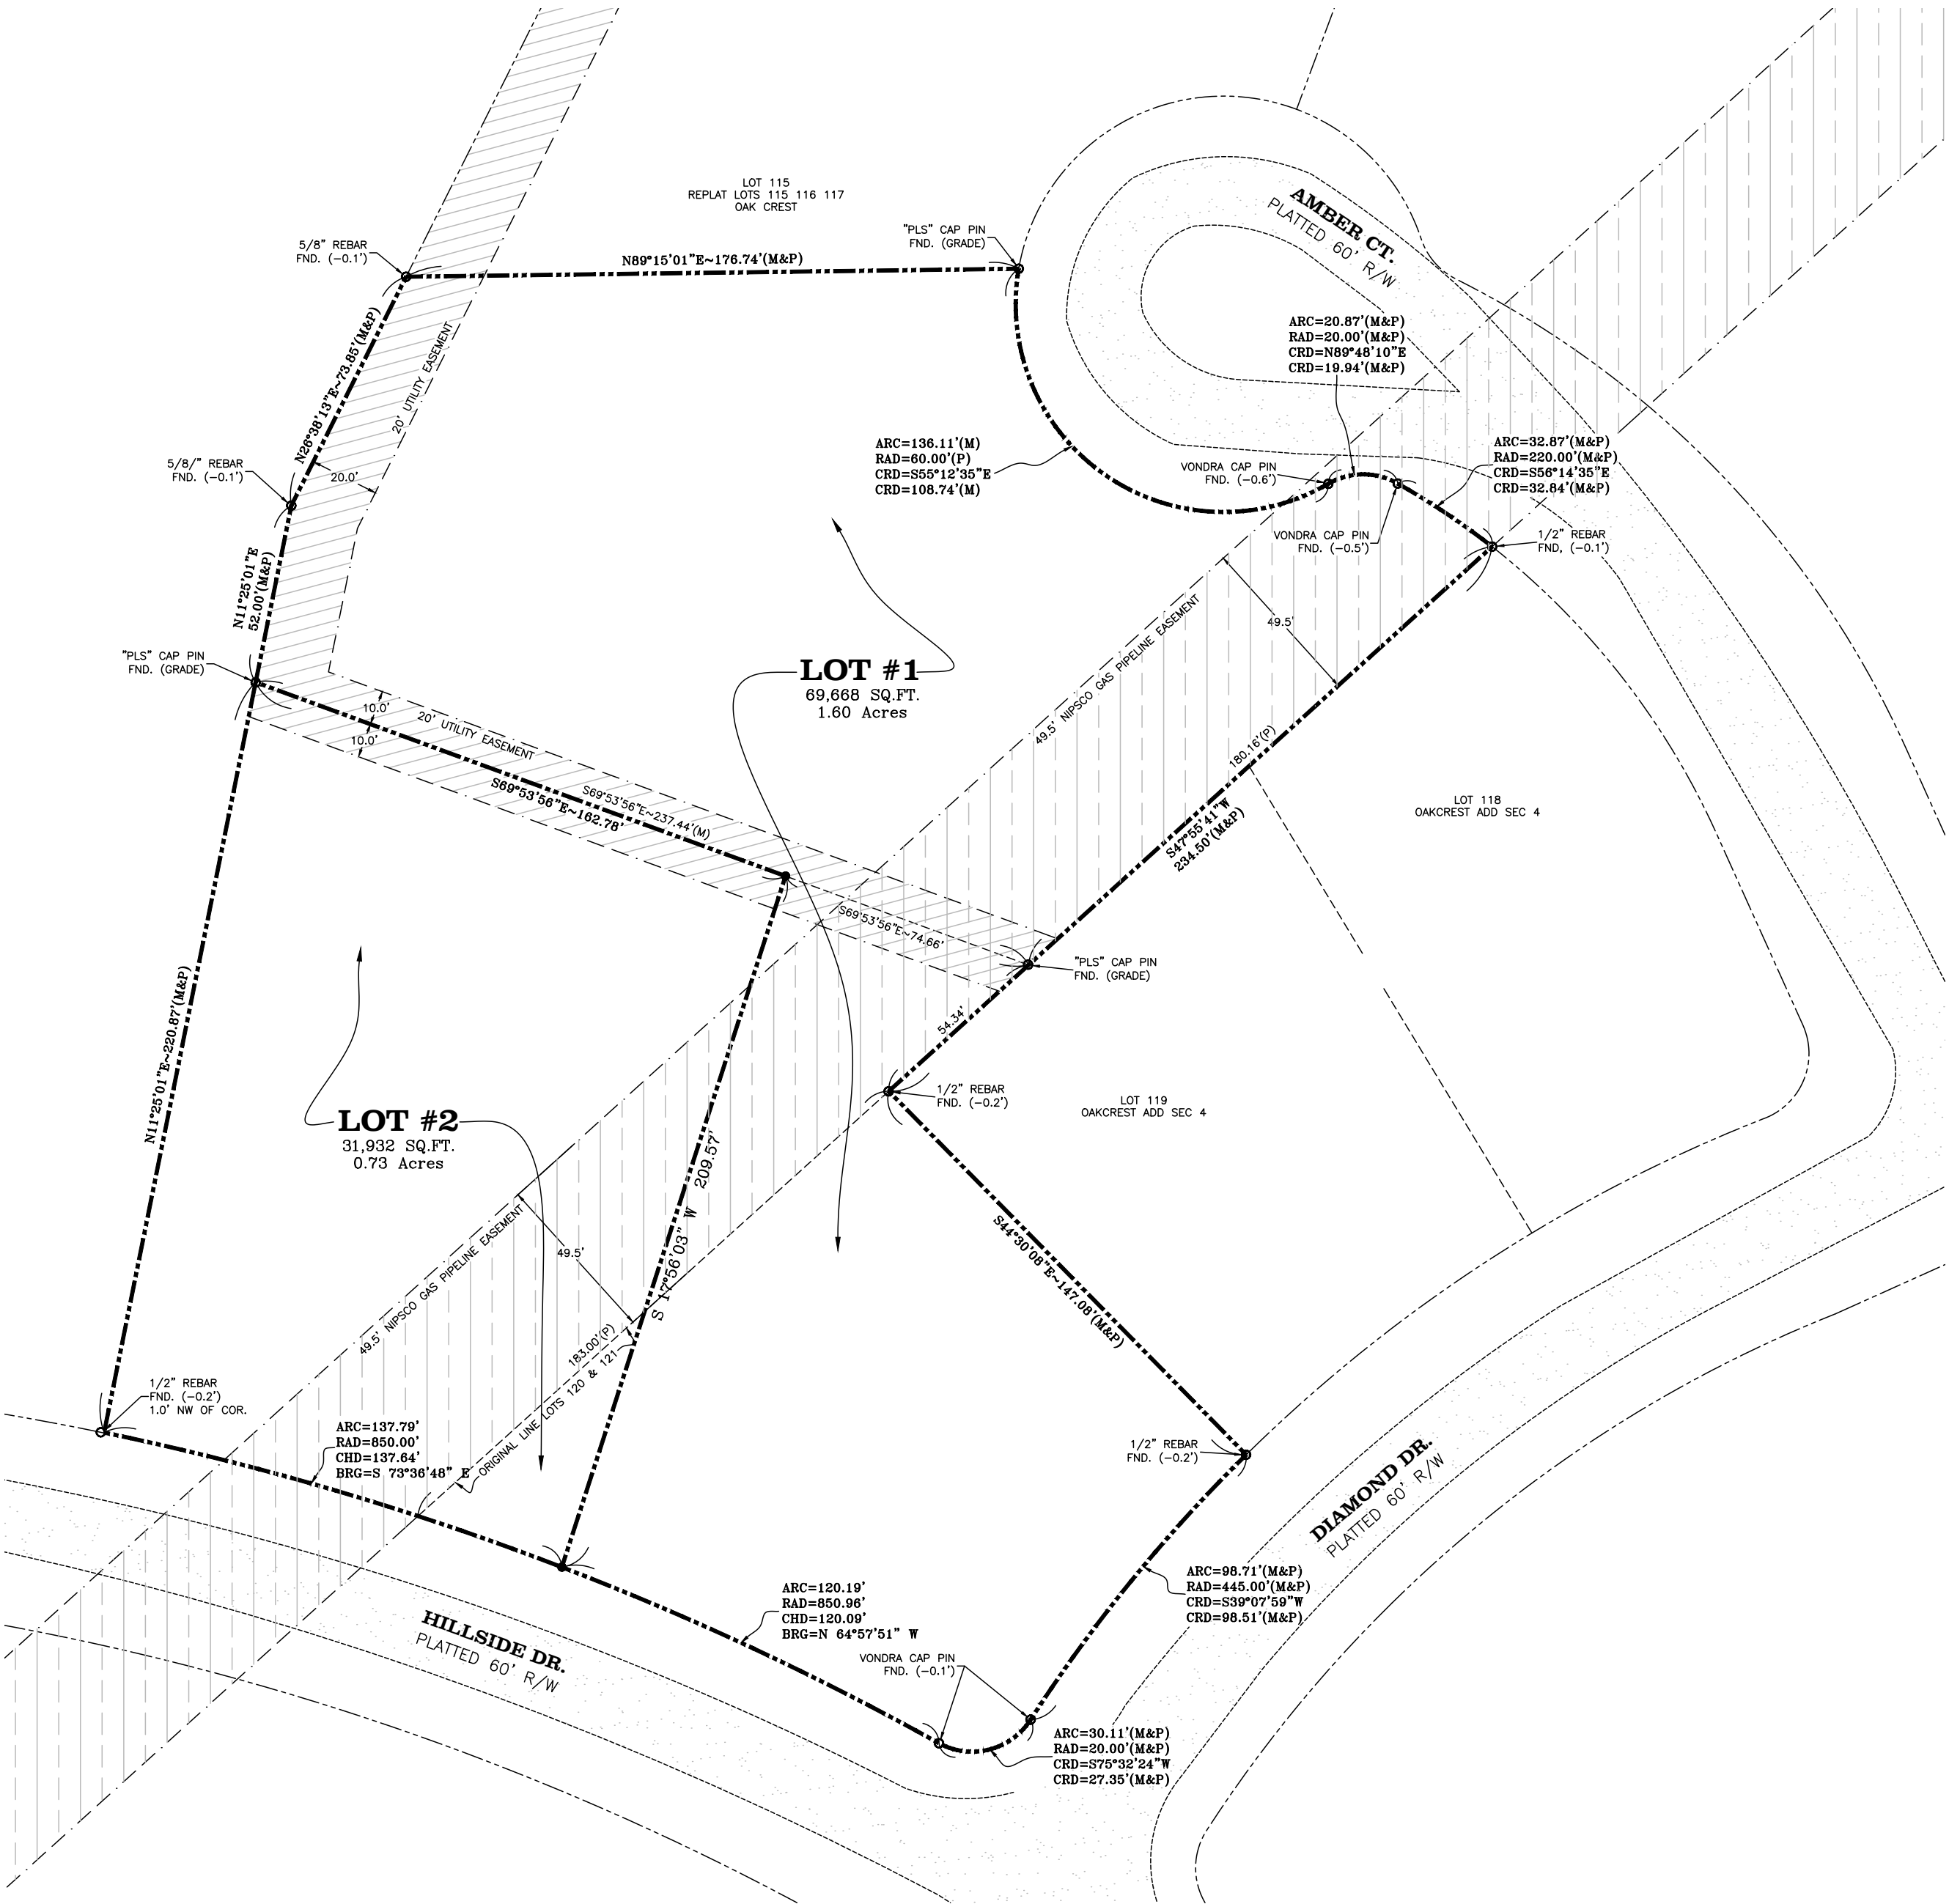 LOT 115
REPLAT LOTS 115 116 117
OAK CREST
AMBER CT.
PLATTED 60' R/W
5/8" REBAR
FND. (-0.1')
N89°15'01"E~176.74'(M&P)
"PLS" CAP PIN
FND. (GRADE)
N26°38'13"E~73.85'(M&P)
20' UTILITY EASEMENT
20.0'
ARC=20.87'(M&P)
RAD=20.00'(M&P)
CRD=N89°48'10"E
CRD=19.94'(M&P)
ARC=136.11'(M)
RAD=60.00'(P)
CRD=S55°12'35"E
CRD=108.74'(M)
ARC=32.87'(M&P)
RAD=220.00'(M&P)
CRD=S56°14'35"E
CRD=32.84'(M&P)
5/8/" REBAR
FND. (-0.1')
VONDRA CAP PIN
FND. (-0.6')
VONDRA CAP PIN
FND. (-0.5')
1/2" REBAR
FND, (-0.1')
N11°25'01"E
52.00'(M&P)
49.5'
49.5' NIPSCO GAS PIPELINE EASEMENT
"PLS" CAP PIN
FND. (GRADE)
LOT #1
69,668 SQ.FT.
1.60 Acres
10.0'
10.0'
20' UTILITY EASEMENT
S69°53'56"E~237.44'(M)
S69°53'56"E~162.78'
180.16'(P)
S47°55'41"W
234.50'(M&P)
LOT 118
OAKCREST ADD SEC 4
S69°53'56"E~74.66'
"PLS" CAP PIN
FND. (GRADE)
54.34'
N11°25'01"E~220.87'(M&P)
1/2" REBAR
FND. (-0.2')
LOT 119
OAKCREST ADD SEC 4
LOT #2
31,932 SQ.FT.
0.73 Acres
S 17°56'03" W 209.57'
49.5'
49.5' NIPSCO GAS PIPELINE EASEMENT
S44°30'08"E~147.08'(M&P)
183.00'(P)
ORIGINAL LINE LOTS 120 & 121
1/2" REBAR
FND. (-0.2')
1.0' NW OF COR.
ARC=137.79'
RAD=850.00'
CHD=137.64'
BRG=S 73°36'48" E
1/2" REBAR
FND. (-0.2')
DIAMOND DR.
PLATTED 60' R/W
ARC=98.71'(M&P)
RAD=445.00'(M&P)
CRD=S39°07'59"W
CRD=98.51'(M&P)
ARC=120.19'
RAD=850.96'
CHD=120.09'
BRG=N 64°57'51" W
HILLSIDE DR.
PLATTED 60' R/W
VONDRA CAP PIN
FND. (-0.1')
ARC=30.11'(M&P)
RAD=20.00'(M&P)
CRD=S75°32'24"W
CRD=27.35'(M&P)